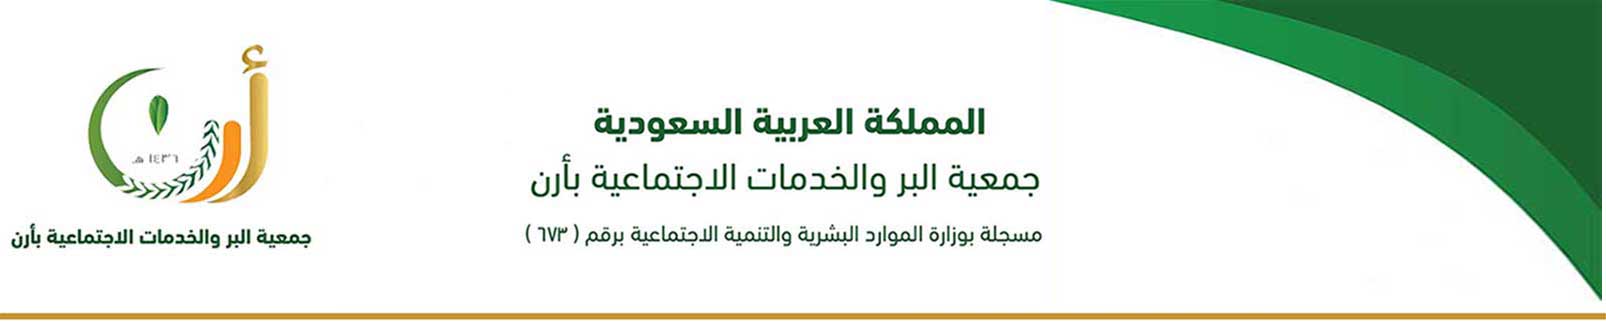 المملكة العربية السعودية
جمعية البر والخدمات الاجتماعية بأرن
مسجلة بوزارة الموارد البشرية والتنمية الاجتماعية برقم ( ٦٧٣ )
أرن
١٤٣٦ هـ
جمعية البر والخدمات الاجتماعية بأرن